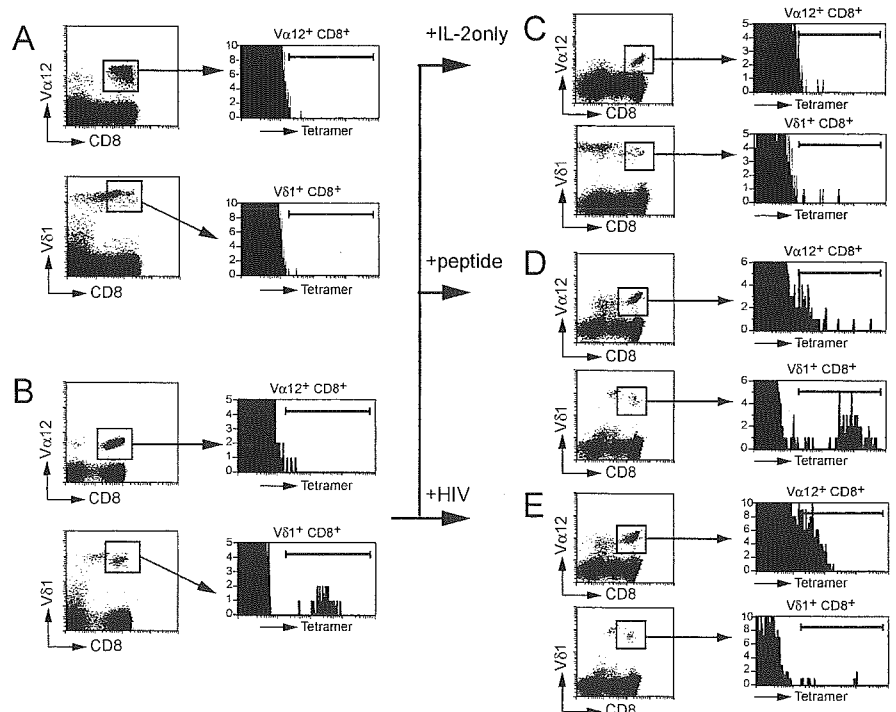 A
Vα12
CD8
Vα12+ CD8+
10
8
6
4
2
0
Tetramer
Vδ1
CD8
Vδ1+ CD8+
10
8
6
4
2
0
Tetramer
B
Vα12
CD8
Vα12+ CD8+
5
4
3
2
1
0
Tetramer
Vδ1
CD8
Vδ1+ CD8+
5
4
3
2
1
0
Tetramer
+IL-2only
+peptide
+HIV
C
Vα12
CD8
Vα12+ CD8+
5
4
3
2
1
0
Tetramer
Vδ1
CD8
Vδ1+ CD8+
5
4
3
2
1
0
Tetramer
D
Vα12
CD8
Vα12+ CD8+
6
4
2
0
Tetramer
Vδ1
CD8
Vδ1+ CD8+
6
4
2
0
Tetramer
E
Vα12
CD8
Vα12+ CD8+
10
8
6
4
2
0
Tetramer
Vδ1
CD8
Vδ1+ CD8+
10
8
6
4
2
0
Tetramer